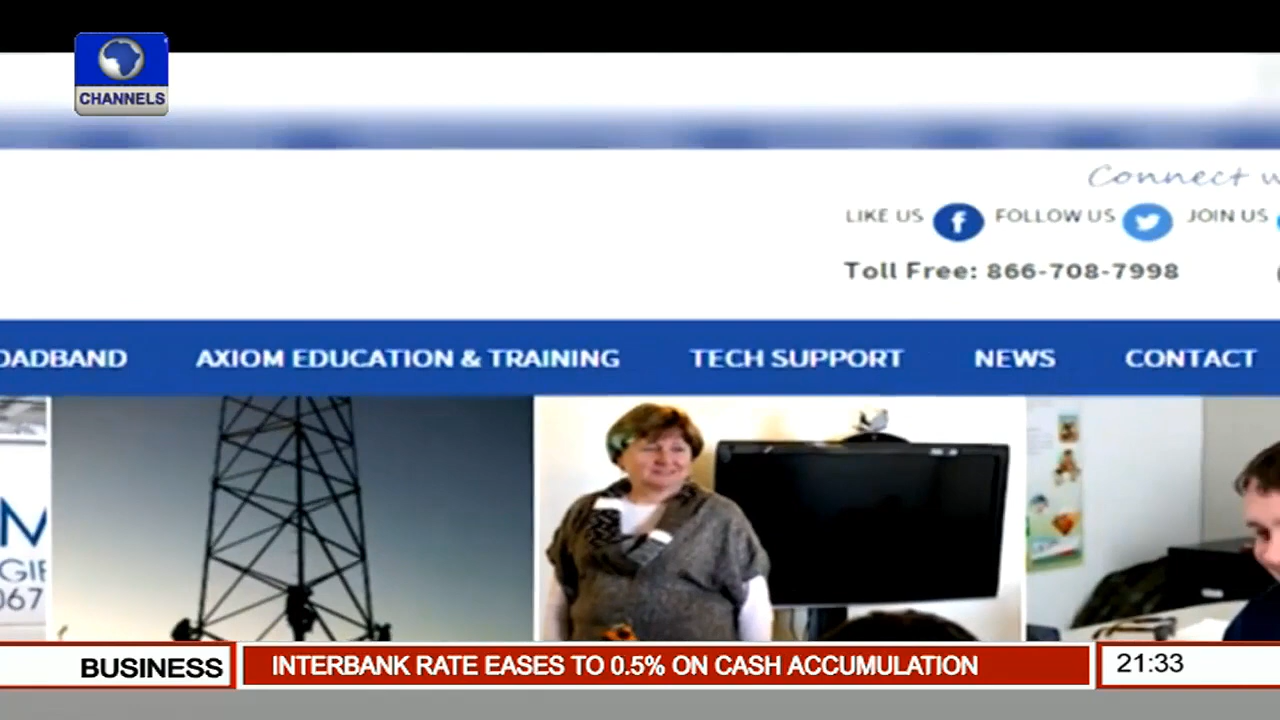 CHANNELS
Connect
LIKE US FOLLOW US JOIN US
Toll Free: 866-708-7998
AXIOM EDUCATION & TRAINING TECH SUPPORT NEWS CONTACT
067
BUSINESS INTERBANK RATE EASES TO 0.5% ON CASH ACCUMULATION 21:33